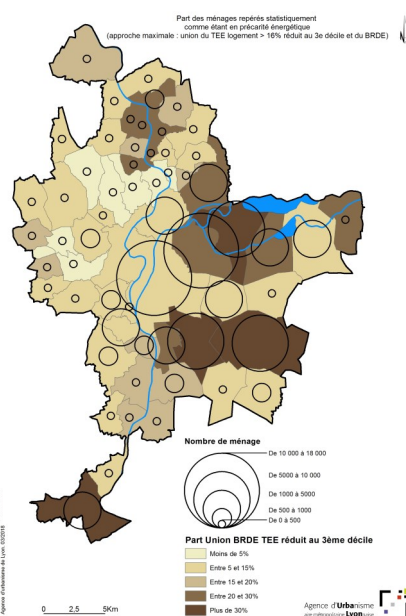 Part des ménages repérés statistiquement
comme étant en précarité énergétique
(approche maximale : union du TEE logement > 16% réduit au 3e décile et du BRDE)
Nombre de ménage
De 10 000 à 18 000
De 5000 à 10 000
De 1000 à 5000
De 500 à 1000
De 0 à 500
Part Union BRDE TEE réduit au 3ème décile
Moins de 5%
Entre 5 et 15%
Entre 15 et 20%
Entre 20 et 30%
Plus de 30%
0 2,5 5Km
Agence d'urbanisme de Lyon, 03/2018
Agence d'Urbanisme
aire métropolitaine Lyonnaise